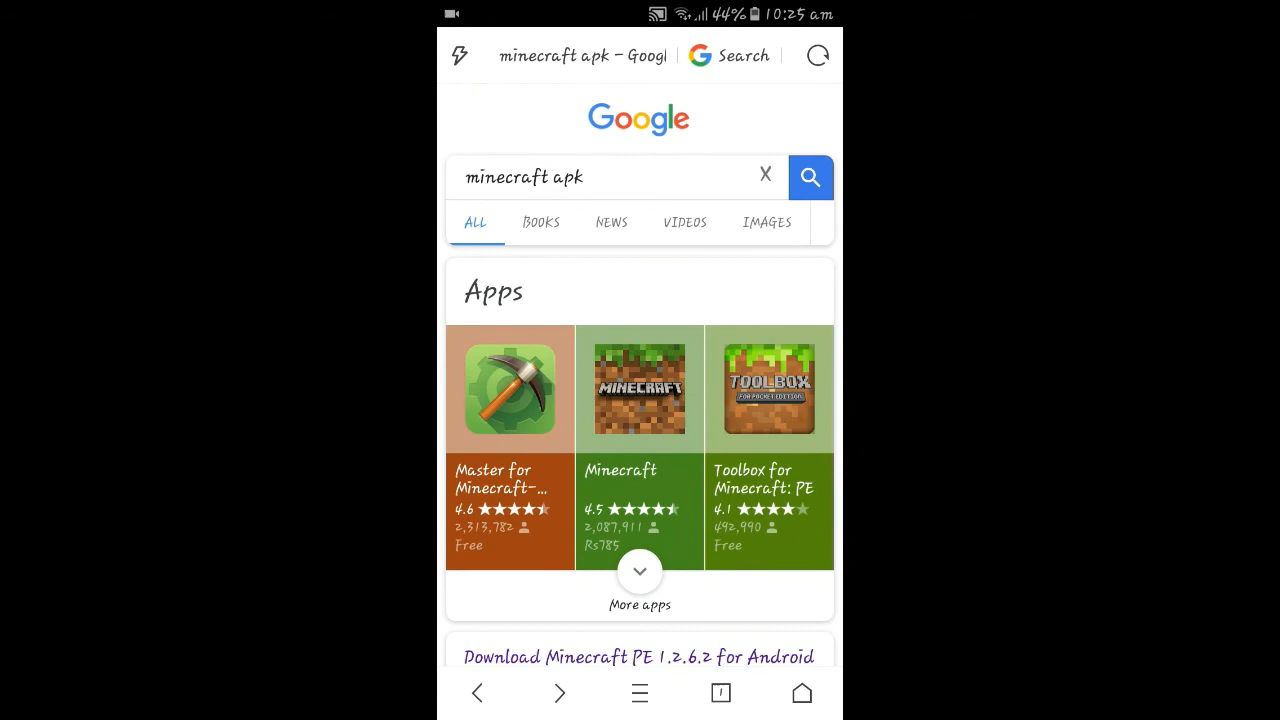 44% 10:25 am
minecraft apk - Googl
Search
Google
minecraft apk X
ALL BOOKS NEWS VIDEOS IMAGES
Apps
MINECRAFT
TOOLBOX
FOR POCKET EDITION
Master for
Minecraft-...
4.6
2,313,782
Free
Minecraft
4.5
2,087,911
Rs785
Toolbox for
Minecraft: PE
4.1
492,990
Free
More apps
Download Minecraft PE 1.2.6.2 for Android
1